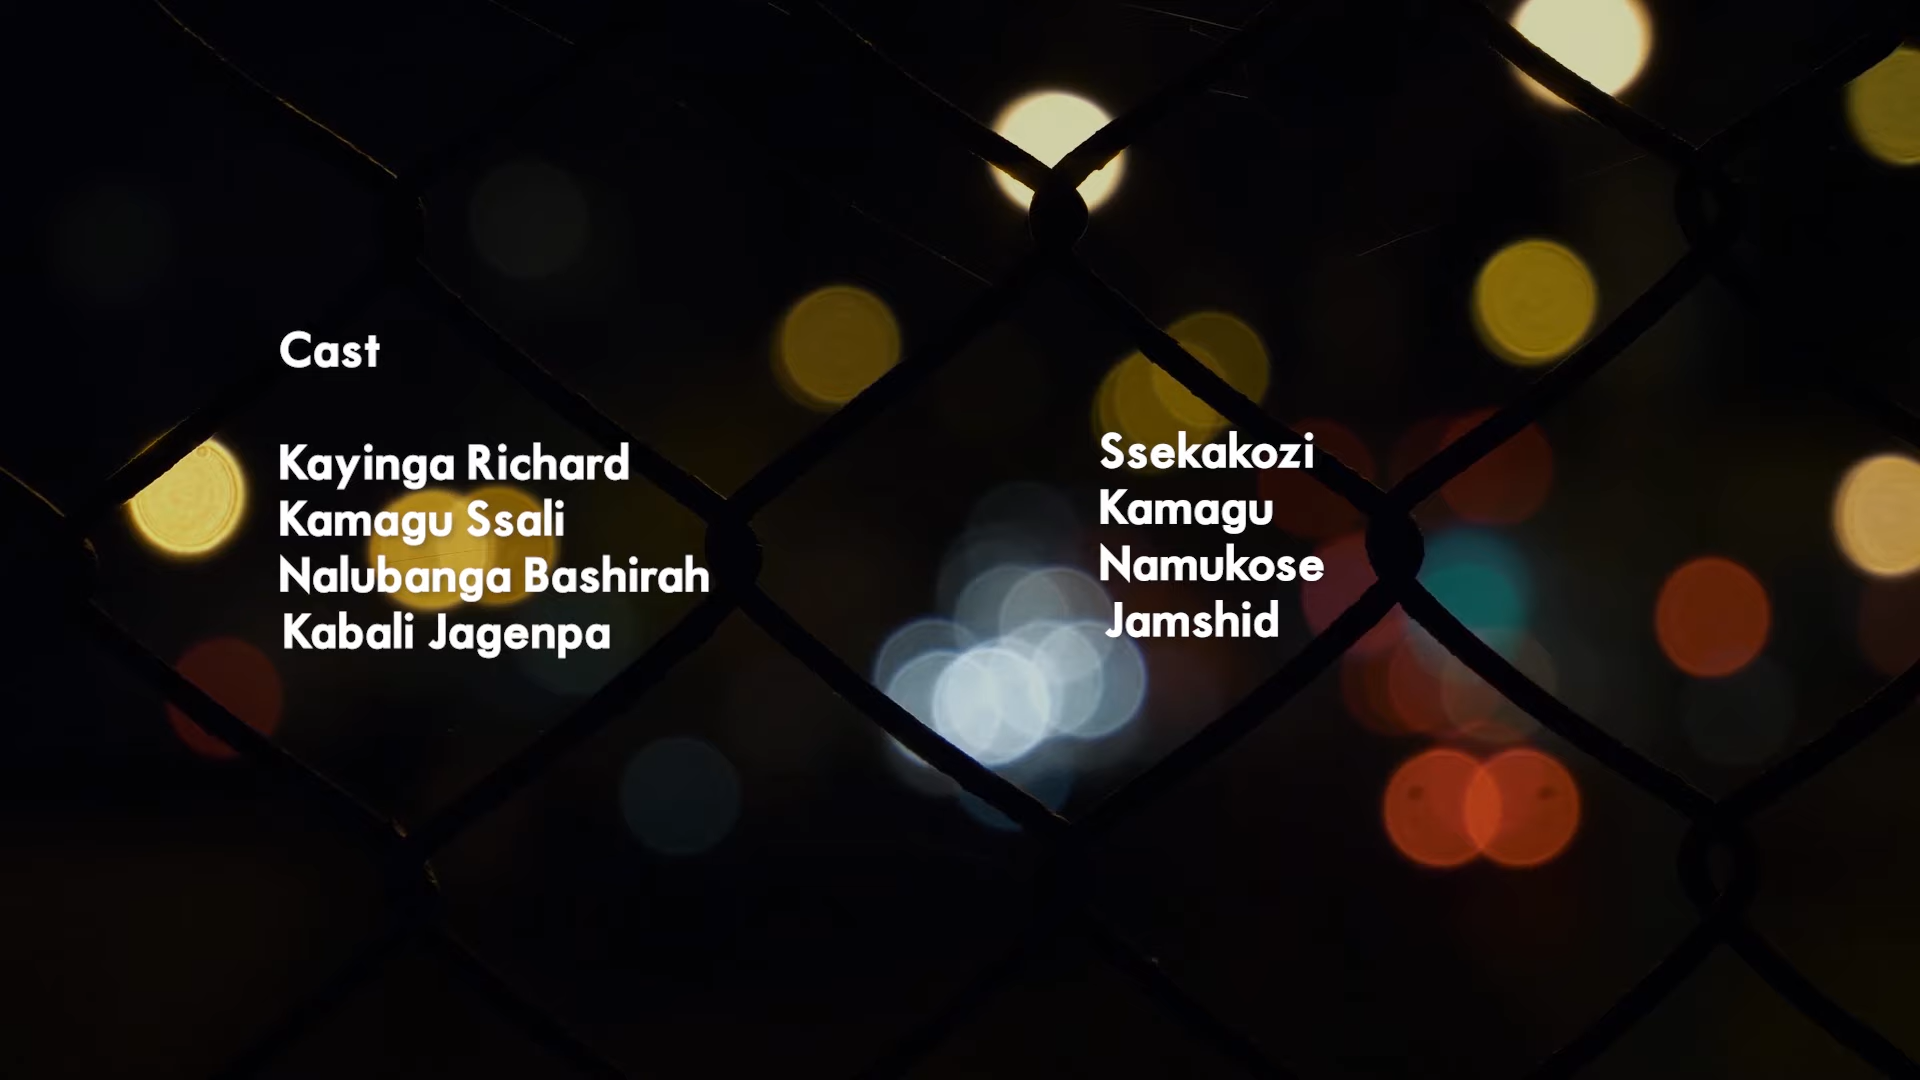 Cast
Kayinga Richard
Kamagu Ssali
Nalubanga Bashirah
Kabali Jagenpa
Ssekakozi
Kamagu
Namukose
Jamshid